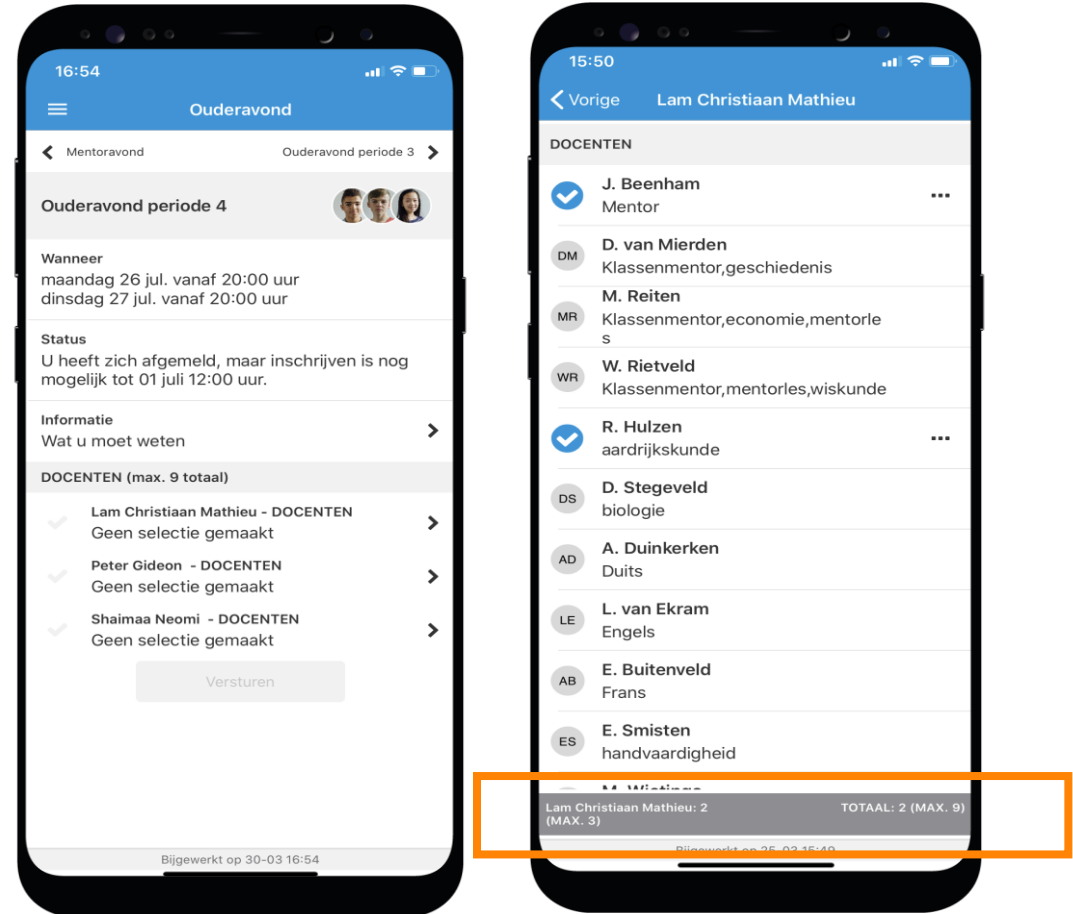 16:54
Ouderavond
Mentoravond
Ouderavond periode 3
Ouderavond periode 4
Wanneer
maandag 26 jul. vanaf 20:00 uur
dinsdag 27 jul. vanaf 20:00 uur
Status
U heeft zich afgemeld, maar inschrijven is nog
mogelijk tot 01 juli 12:00 uur.
Informatie
Wat u moet weten
DOCENTEN (max. 9 totaal)
Lam Christiaan Mathieu - DOCENTEN
Geen selectie gemaakt
Peter Gideon - DOCENTEN
Geen selectie gemaakt
Shaimaa Neomi - DOCENTEN
Geen selectie gemaakt
Versturen
Bijgewerkt op 30-03 16:54
15:50
Vorige
Lam Christiaan Mathieu
DOCENTEN
J. Beenham
Mentor
DM
D. van Mierden
Klassenmentor,geschiedenis
MR
M. Reiten
Klassenmentor,economie,mentorle
s
WR
W. Rietveld
Klassenmentor,mentorles,wiskunde
R. Hulzen
aardrijkskunde
DS
D. Stegeveld
biologie
AD
A. Duinkerken
Duits
LE
L. van Ekram
Engels
AB
E. Buitenveld
Frans
ES
E. Smisten
handvaardigheid
Lam Christiaan Mathieu: 2
(MAX. 3)
TOTAAL: 2 (MAX. 9)
Bijgewerkt op 25-03 15:49